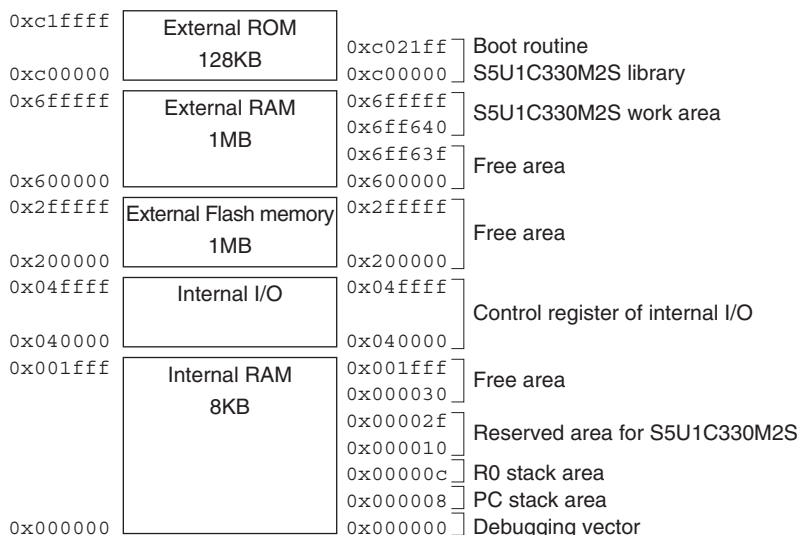 0xc1ffff External ROM
128KB 0xc021ff Boot routine
0xc00000 0xc00000 S5U1C330M2S library
0x6fffff External RAM 0x6fffff S5U1C330M2S work area
1MB 0x6ff640
0x6ff63f Free area
0x600000 0x600000
0x2fffff External Flash memory 0x2fffff Free area
1MB
0x200000 0x200000
0x04ffff Internal I/O 0x04ffff Control register of internal I/O
0x040000 0x040000
0x001fff Internal RAM 0x001fff Free area
8KB 0x000030
0x00002f Reserved area for S5U1C330M2S
0x000010
0x00000c R0 stack area
0x000008 PC stack area
0x000000 0x000000 Debugging vector